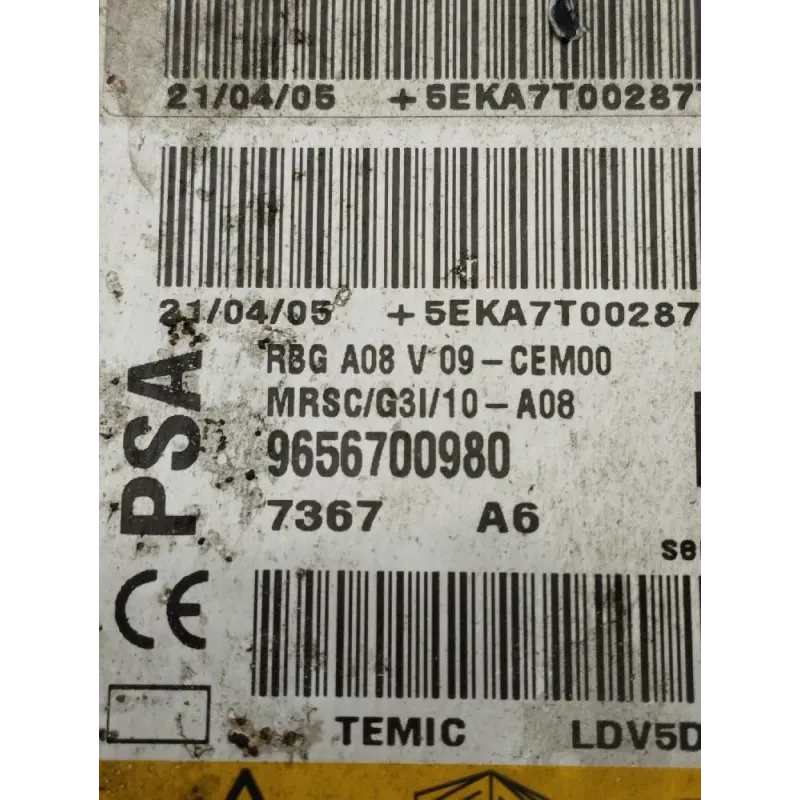 21/04/05 +5EKA7T00287
21/04/05 +5EKA7T00287
PSA
RBG A08 V 09-CEM00
MRSC/G3I/10-A08
9656700980
7367 A6
CE
TEMIC LDV5D